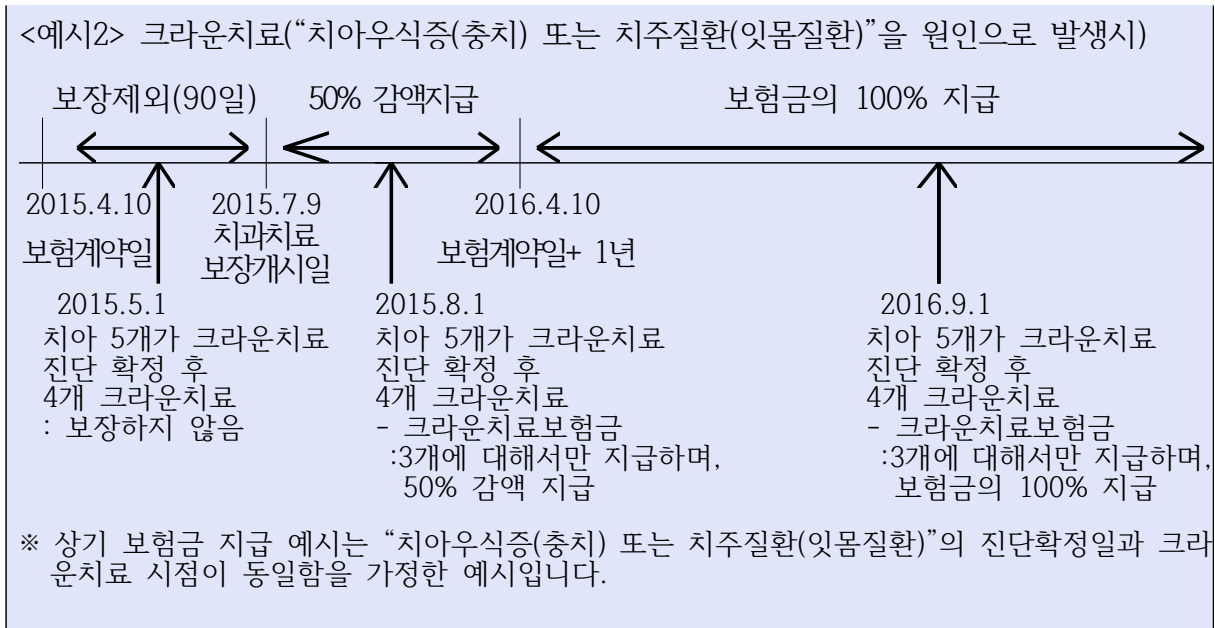 <예시2> 크라운치료(“치아우식증(충치) 또는 치주질환(잇몸질환)”을 원인으로 발생시)
보장제외(90일) 50% 감액지급 보험금의 100% 지급
2015.4.10 2015.7.9 2016.4.10
보험계약일 치과치료 보장개시일 보험계약일+ 1년
2015.5.1
치아 5개가 크라운치료
진단 확정 후
4개 크라운치료
: 보장하지 않음
2015.8.1
치아 5개가 크라운치료
진단 확정 후
4개 크라운치료
- 크라운치료보험금
:3개에 대해서만 지급하며,
50% 감액 지급
2016.9.1
치아 5개가 크라운치료
진단 확정 후
4개 크라운치료
- 크라운치료보험금
:3개에 대해서만 지급하며,
보험금의 100% 지급
※ 상기 보험금 지급 예시는 “치아우식증(충치) 또는 치주질환(잇몸질환)”의 진단확정일과 크라
운치료 시점이 동일함을 가정한 예시입니다.